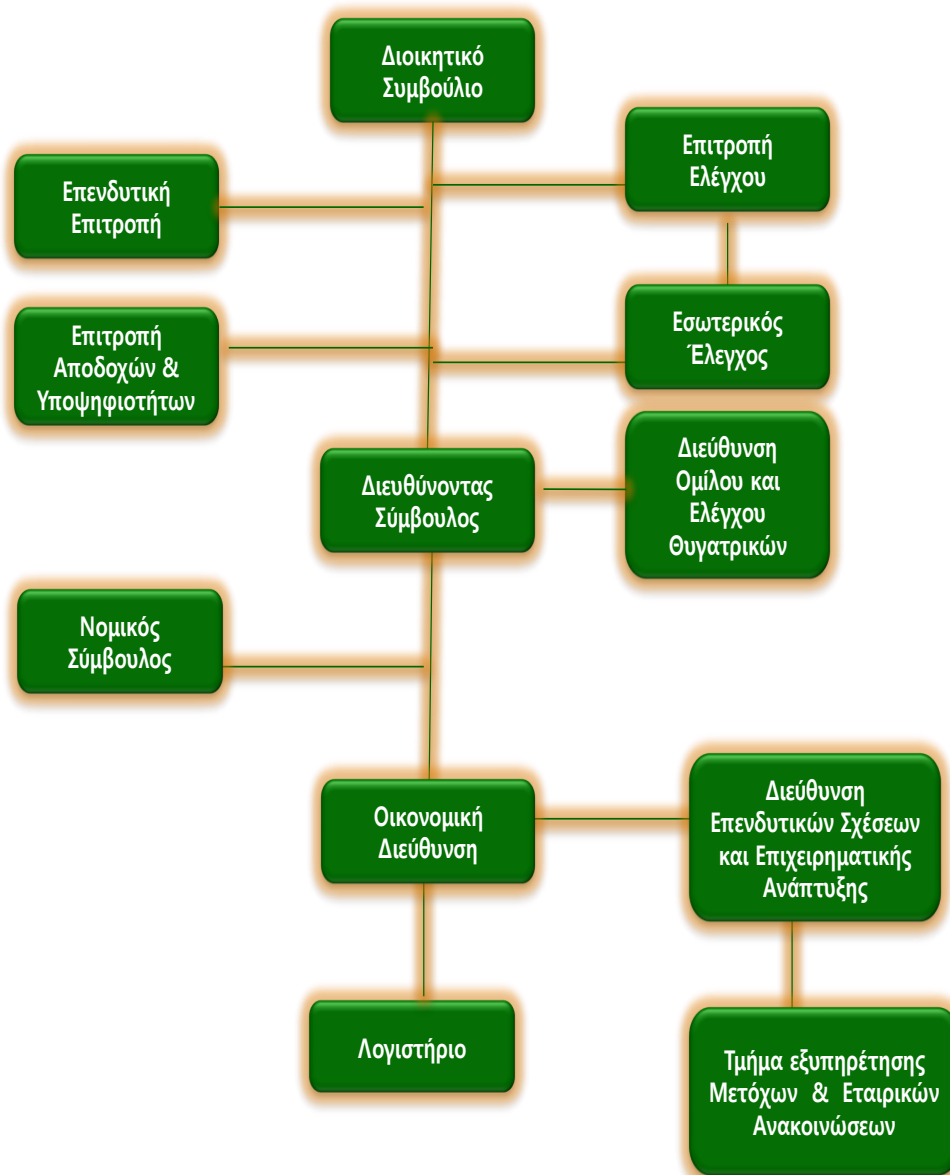 Διοικητικό
Συμβούλιο
Επιτροπή
Ελέγχου
Επενδυτική
Επιτροπή
Εσωτερικός
Έλεγχος
Επιτροπή
Αποδοχών &
Υποψηφιοτήτων
Διευθύνοντας
Σύμβουλος
Διεύθυνση
Ομίλου και
Ελέγχου
Θυγατρικών
Νομικός
Σύμβουλος
Οικονομική
Διεύθυνση
Διεύθυνση
Επενδυτικών Σχέσεων
και Επιχειρηματικής
Ανάπτυξης
Λογιστήριο
Τμήμα εξυπηρέτησης
Μετόχων & Εταιρικών
Ανακοινώσεων